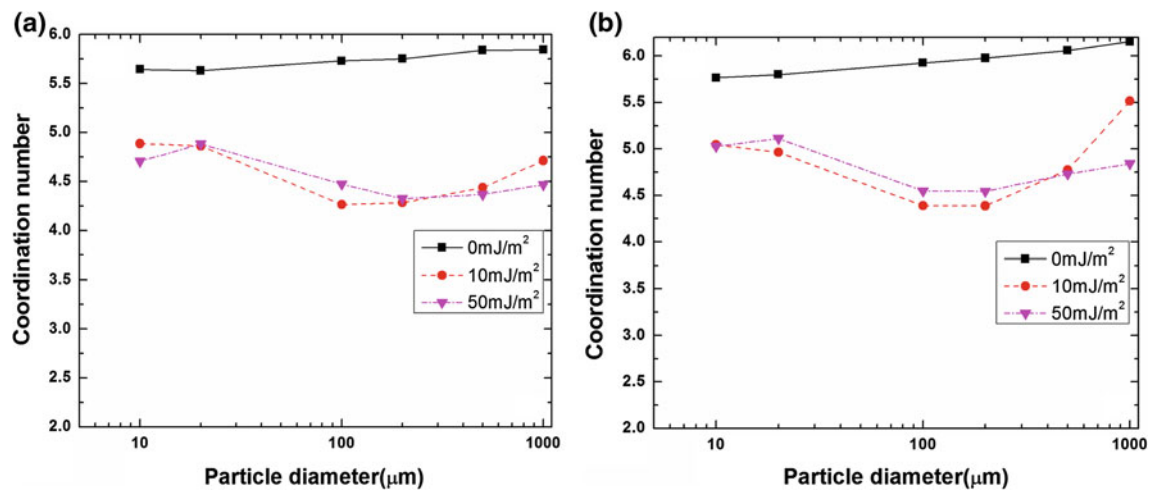 (a)
6.0
5.5
5.0
4.5
4.0
3.5
3.0
2.5
2.0
Coordination number
0mJ/m²
10mJ/m²
50mJ/m²
10
100
1000
Particle diameter(μm)
(b)
6.0
5.5
5.0
4.5
4.0
3.5
3.0
2.5
2.0
Coordination number
0mJ/m²
10mJ/m²
50mJ/m²
10
100
1000
Particle diameter(μm)